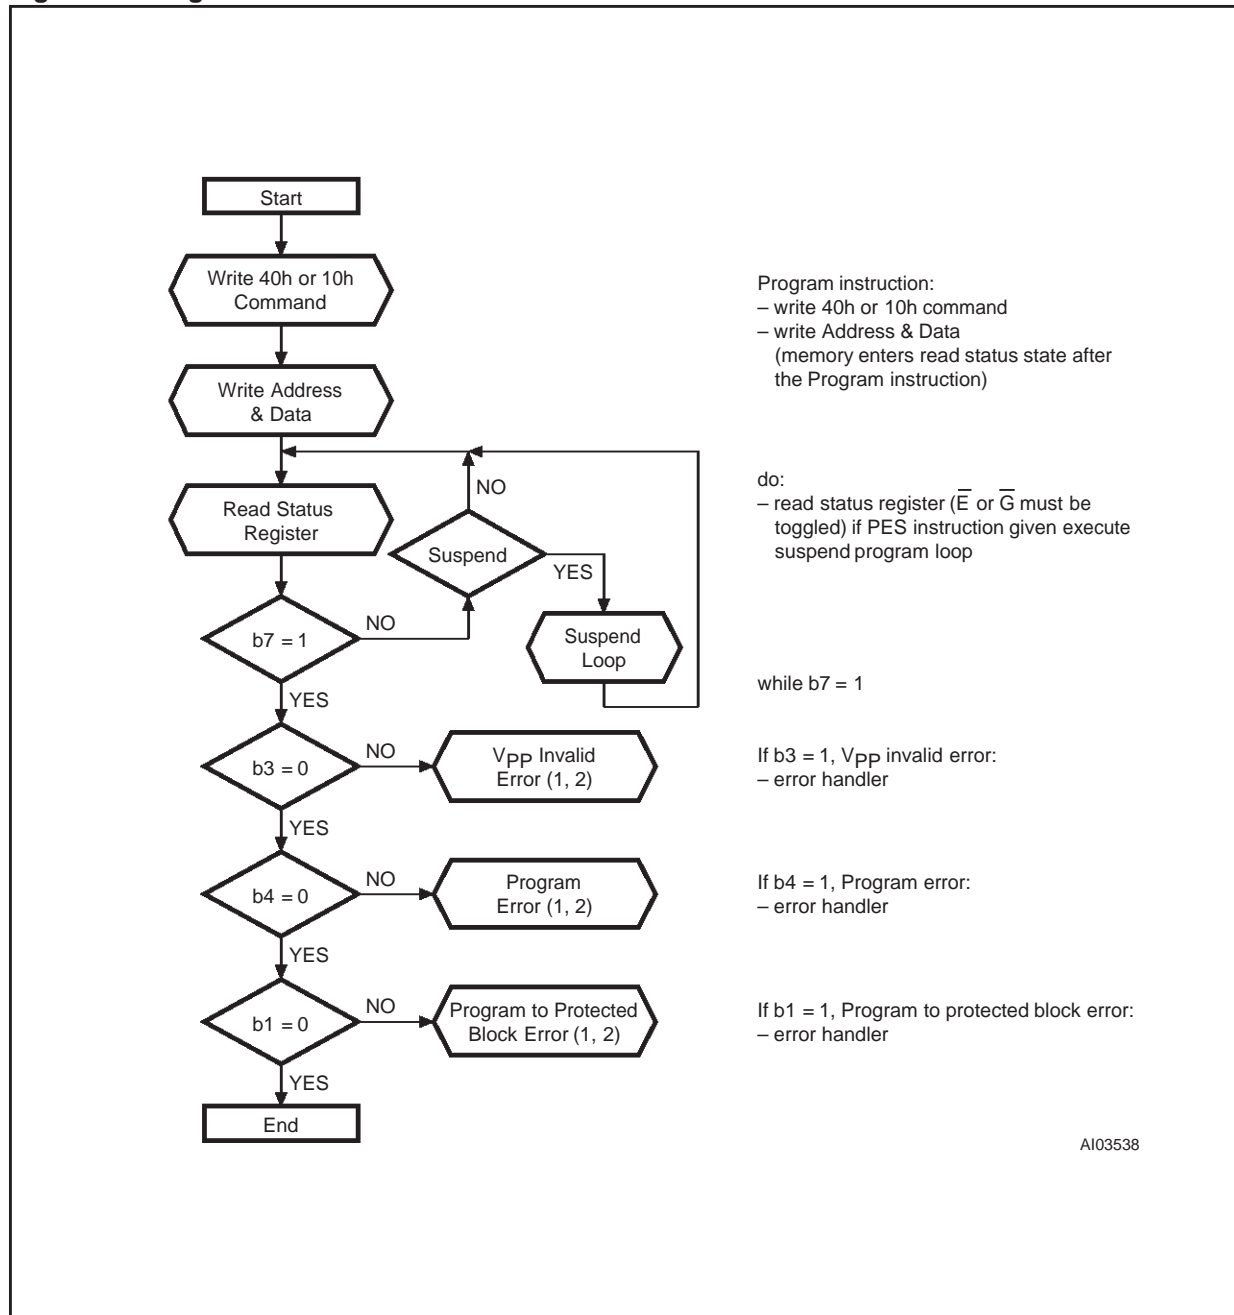 Start
Write 40h or 10h
Command
Write Address
& Data
Read Status
Register
NO
Suspend
YES
Suspend
Loop
b7 = 1
NO
YES
b3 = 0
NO
VPP Invalid
Error (1, 2)
YES
b4 = 0
NO
Program
Error (1, 2)
YES
b1 = 0
NO
Program to Protected
Block Error (1, 2)
YES
End
Program instruction:
– write 40h or 10h command
– write Address & Data
(memory enters read status state after
the Program instruction)
do:
– read status register (E̅ or G̅ must be
toggled) if PES instruction given execute
suspend program loop
while b7 = 1
If b3 = 1, VPP invalid error:
– error handler
If b4 = 1, Program error:
– error handler
If b1 = 1, Program to protected block error:
– error handler
AI03538